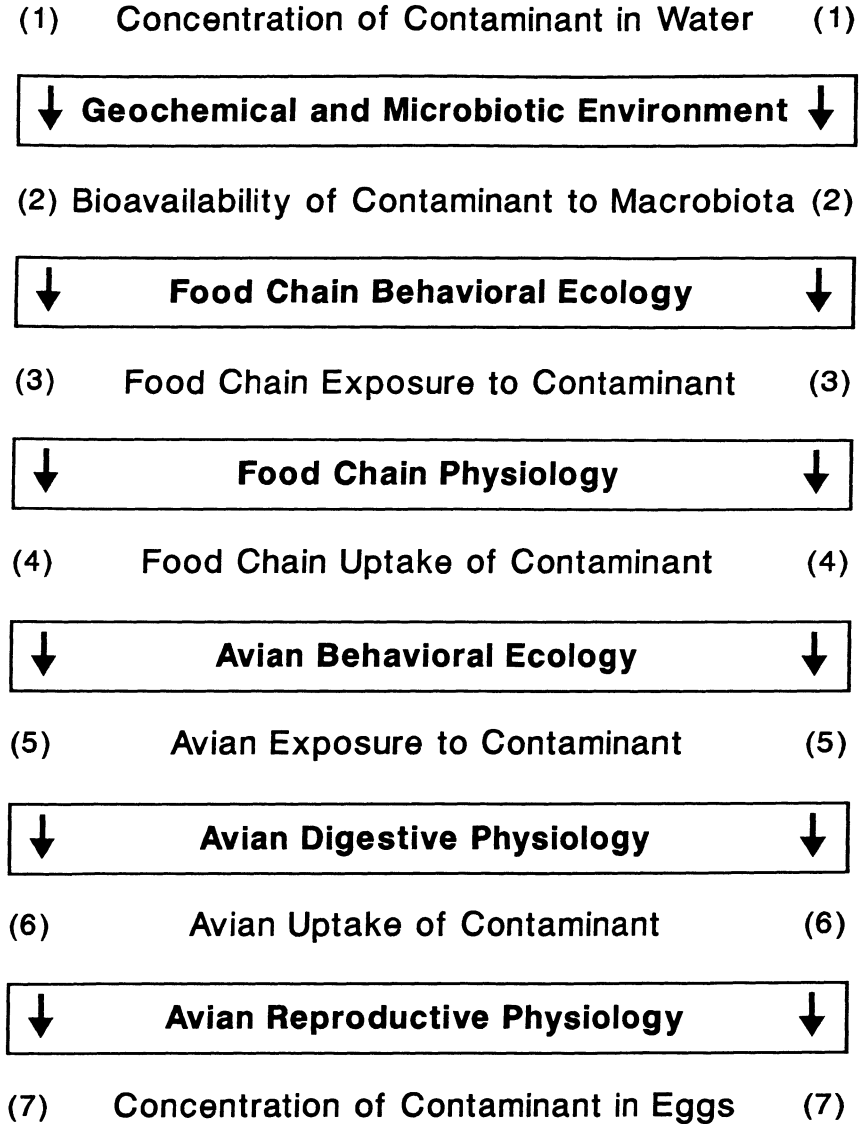 (1) Concentration of Contaminant in Water (1)
Geochemical and Microbiotic Environment
(2) Bioavailability of Contaminant to Macrobiota (2)
Food Chain Behavioral Ecology
(3) Food Chain Exposure to Contaminant (3)
Food Chain Physiology
(4) Food Chain Uptake of Contaminant (4)
Avian Behavioral Ecology
(5) Avian Exposure to Contaminant (5)
Avian Digestive Physiology
(6) Avian Uptake of Contaminant (6)
Avian Reproductive Physiology
(7) Concentration of Contaminant in Eggs (7)